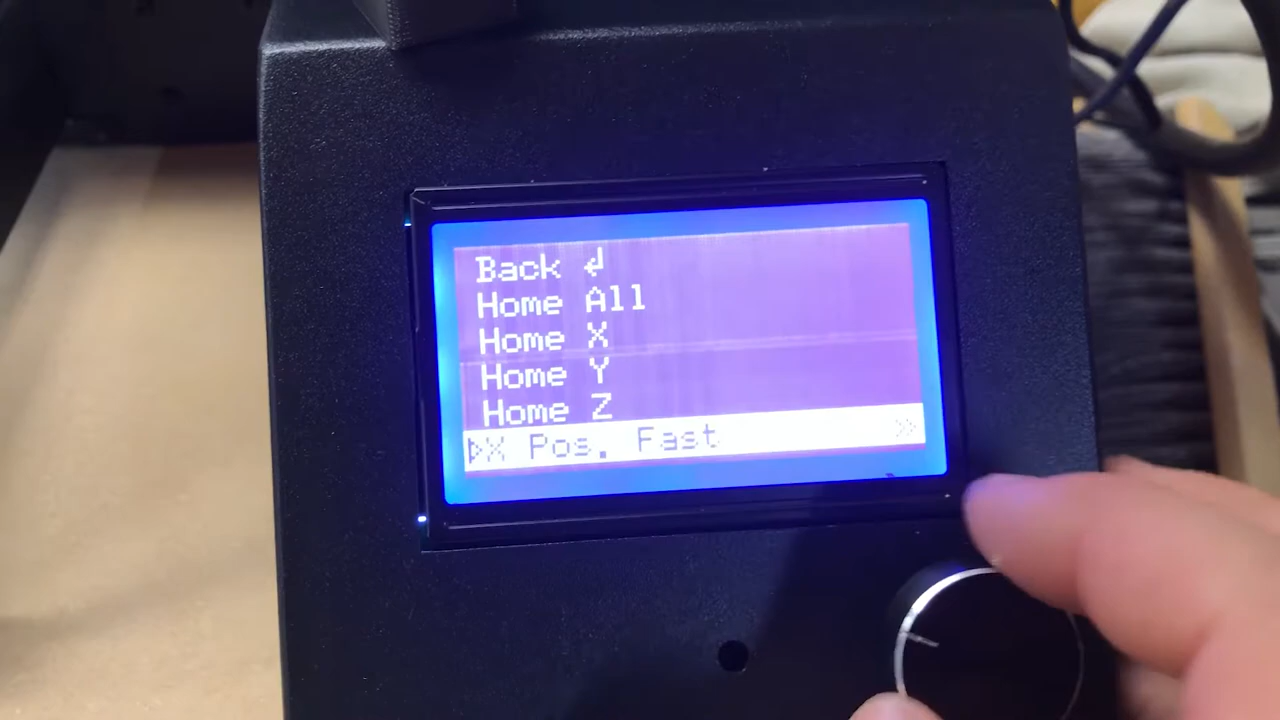 Back ↲
Home All
Home X
Home Y
Home Z
▷X Pos. Fast »